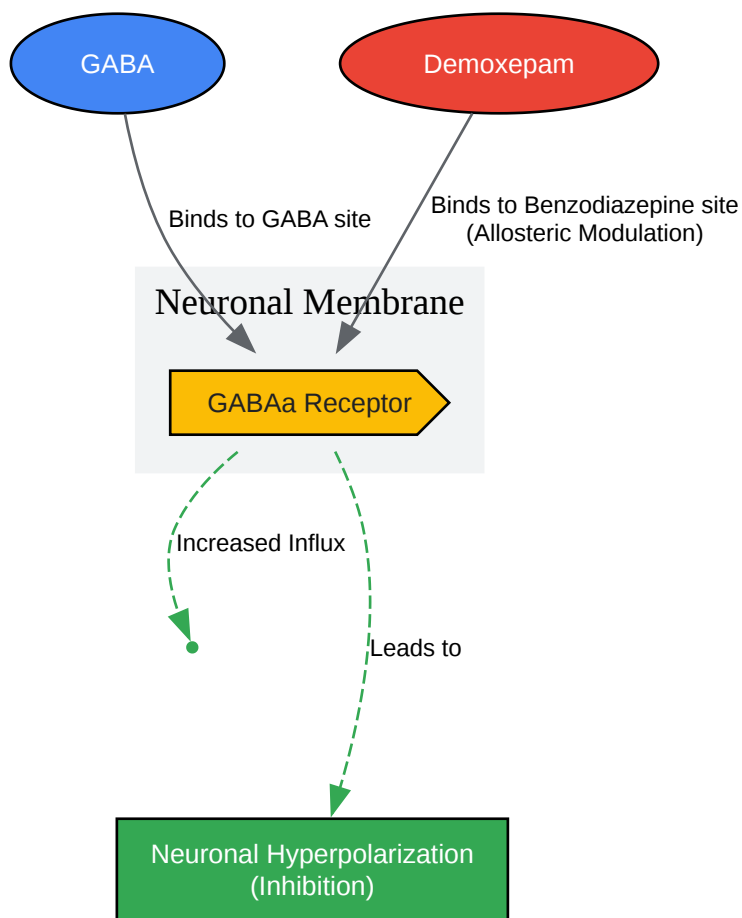 GABA
Demoxepam
Binds to GABA site
Binds to Benzodiazepine site
(Allosteric Modulation)
Neuronal Membrane
GABAa Receptor
Increased Influx
Leads to
Neuronal Hyperpolarization
(Inhibition)